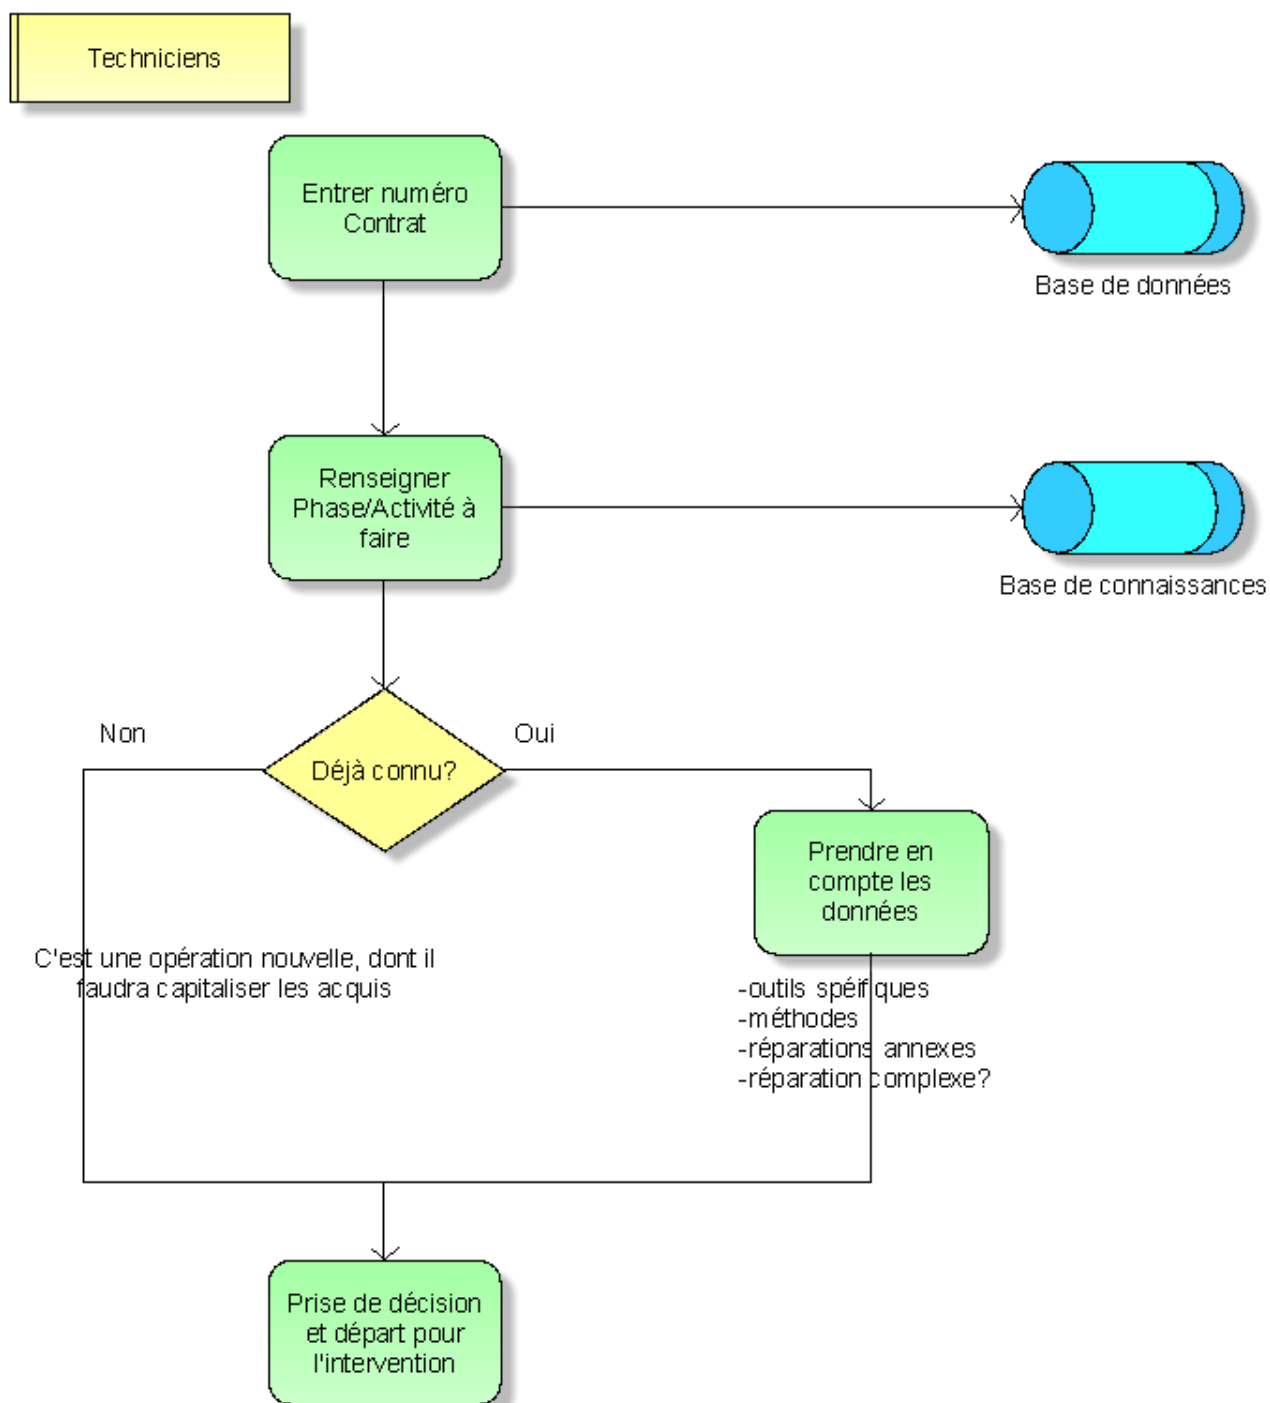 Techniciens
Entrer numéro
Contrat
Base de données
Renseigner
Phase/Activité à
faire
Base de connaissances
Non
Oui
Déjà connu?
Prendre en
compte les
données
C'est une opération nouvelle, dont il
faudra capitaliser les acquis
-outils spéifiques
-méthodes
-réparations annexes
-réparation complexe?
Prise de décision
et départ pour
l'intervention